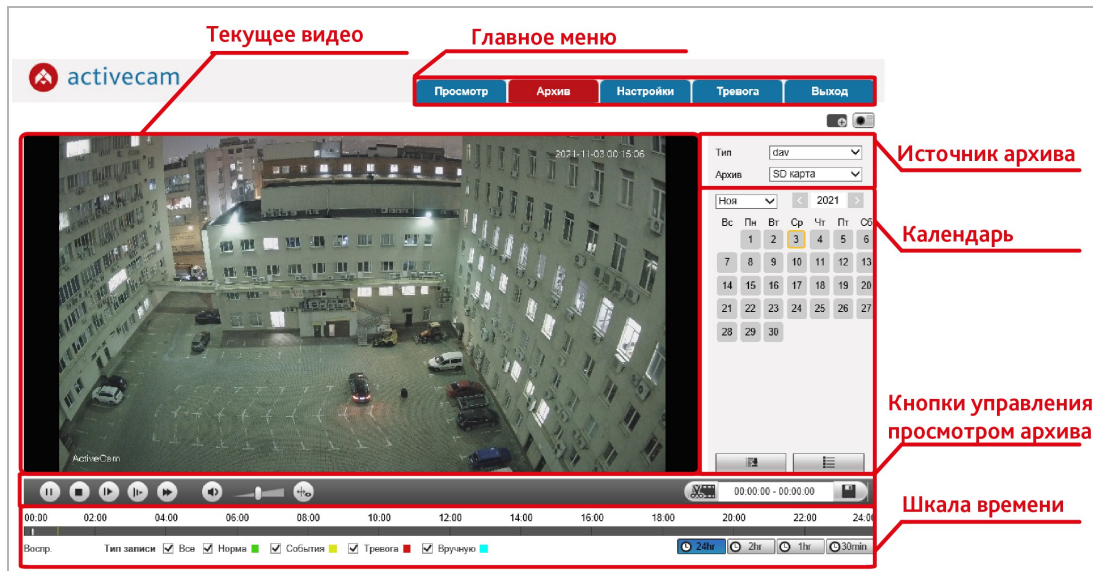 Текущее видео
Главное меню
activecam
Просмотр Архив Настройки Тревога Выход
2021-11-03 00:15:06
Тип dav
Архив SD карта
Источник архива
Ноя 2021
Вс Пн Вт Ср Чт Пт Сб
1 2 3 4 5 6
7 8 9 10 11 12 13
14 15 16 17 18 19 20
21 22 23 24 25 26 27
28 29 30
Календарь
ActiveCam
Кнопки управления
просмотром архива
00:00:00 - 00:00:00
Шкала времени
00:00 02:00 04:00 06:00 08:00 10:00 12:00 14:00 16:00 18:00 20:00 22:00 24:00
Воспр. Тип записи Все Норма События Тревога Вручную 24hr 2hr 1hr 30min